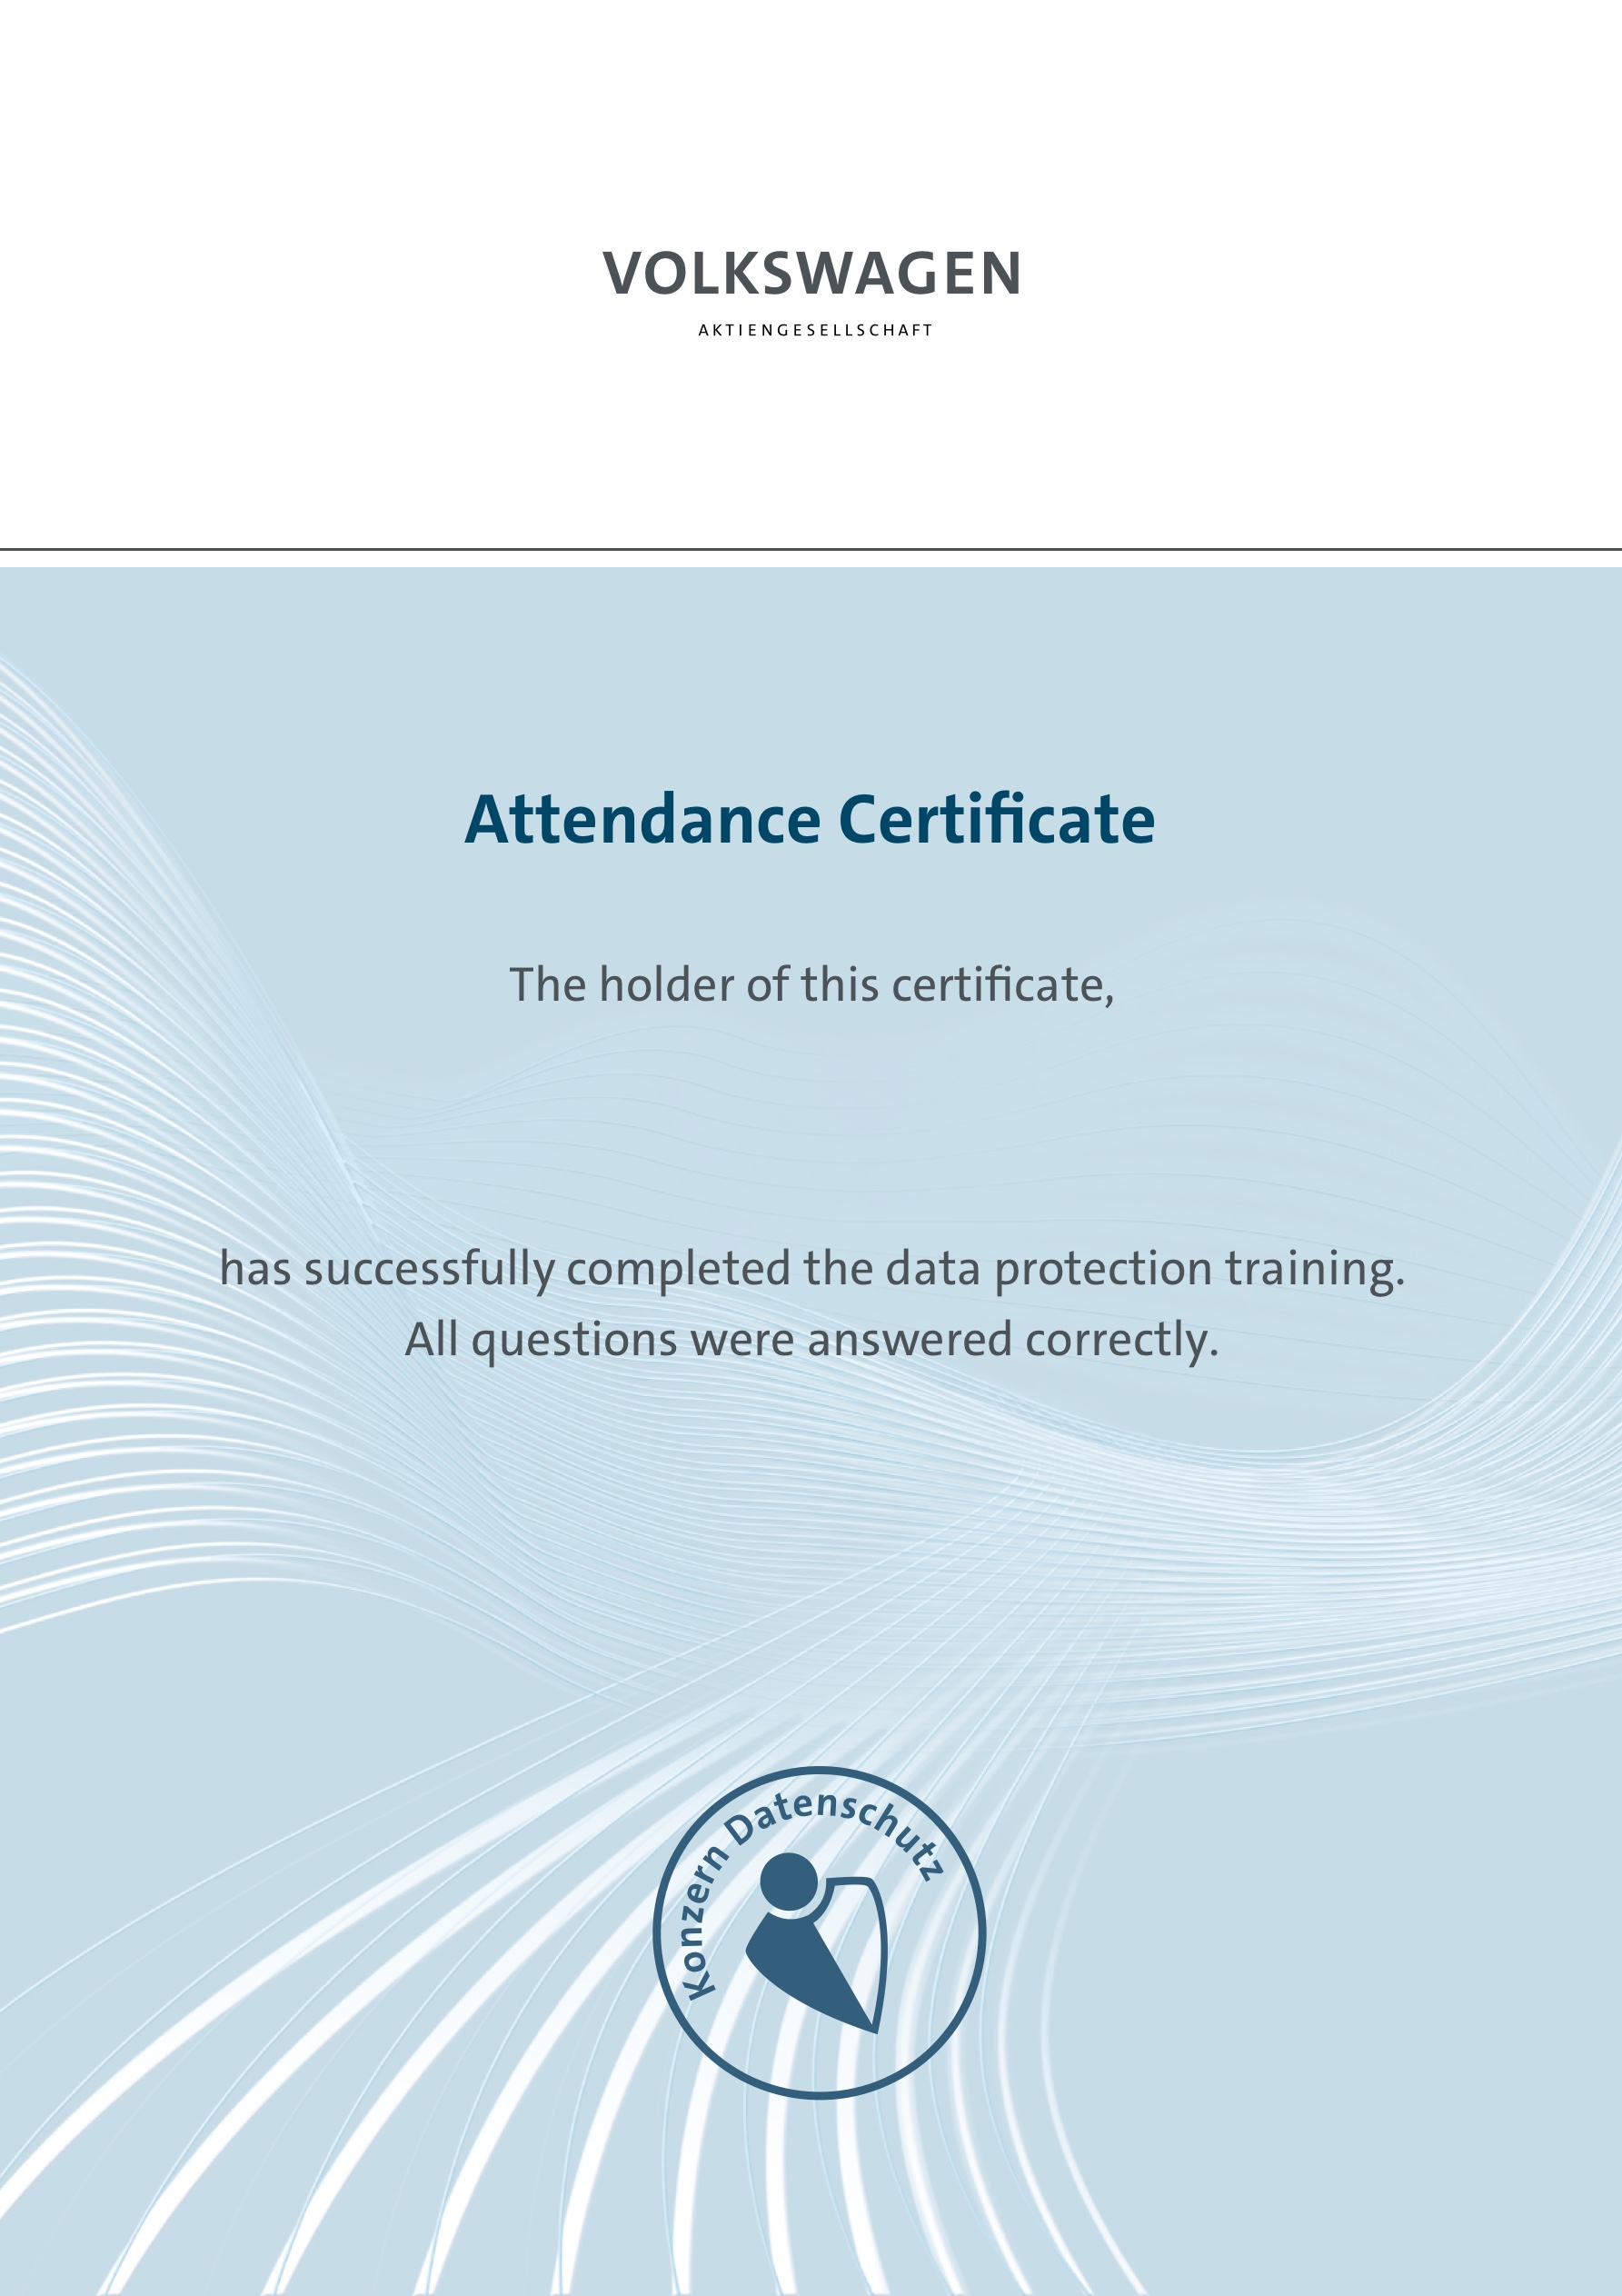 VOLKSWAGEN
AKTIENGESELLSCHAFT
Attendance Certificate
The holder of this certificate,
has successfully completed the data protection training.
All questions were answered correctly.
Konzern Datenschutz